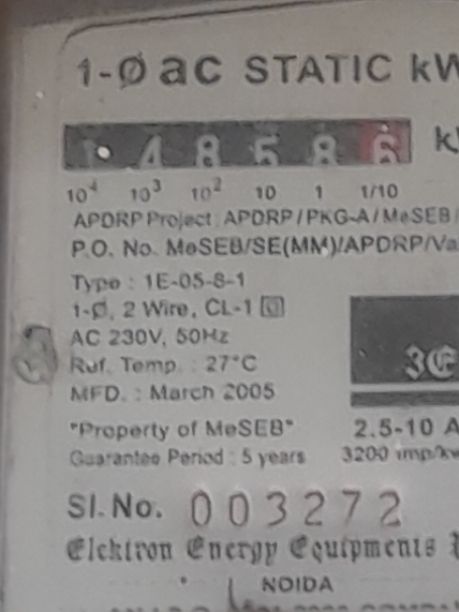 1-Ø ac STATIC kW
48586
10⁴ 10³ 10² 10 1 1/10
APDRP Project: APDRP/PKG-A/MeSEB/
P.O. No. MeSEB/SE(MM)/APDRP/Va
Type : 1E-05-8-1
1-Ø, 2 Wire, CL-1
AC 230V, 50Hz
Ref. Temp. : 27°C
MFD. : March 2005
"Property of MeSEB" 2.5-10 A
Guarantee Period : 5 years 3200 imp/kw
Sl. No. 003272
Elektron Energy Equipments
NOIDA